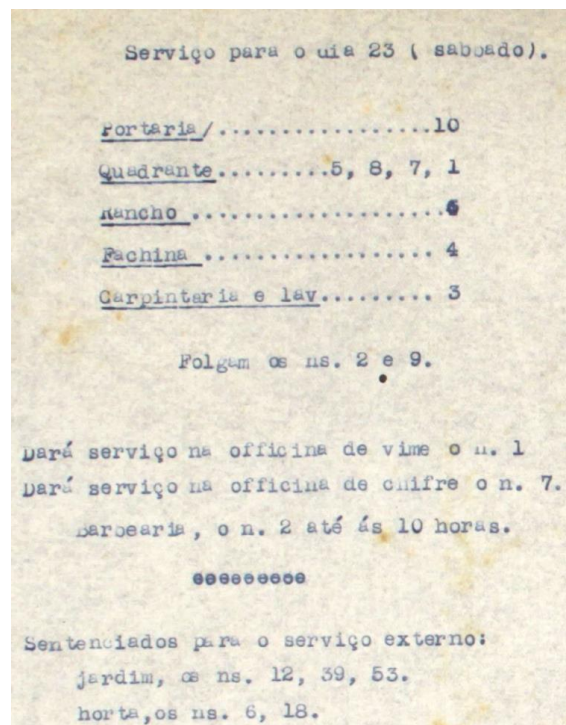 Serviço para o dia 23 ( sabbado).
Portaria/.................10
Quadrante.........5, 8, 7, 1
Rancho ....................6
Fachina .................. 4
Carpintaria e lav......... 3
Folgam os ns. 2 e 9.
Dará serviço na officina de vime o n. 1
Dará serviço na officina de chifre o n. 7.
Barbearia, o n. 2 até ás 10 horas.
Sentenciados para o serviço externo:
jardim, os ns. 12, 39, 53.
horta,os ns. 6, 18.